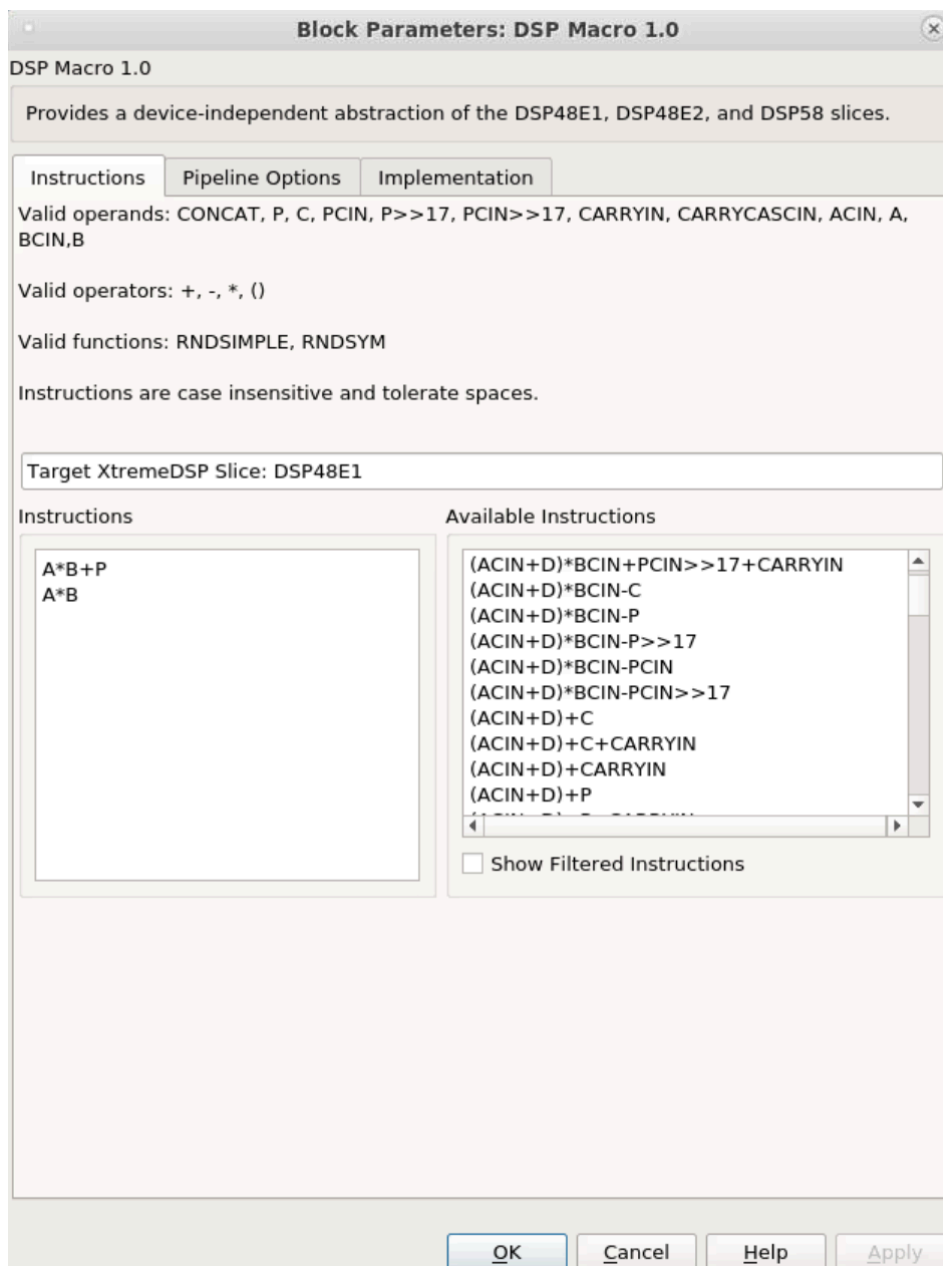 Block Parameters: DSP Macro 1.0
DSP Macro 1.0
Provides a device-independent abstraction of the DSP48E1, DSP48E2, and DSP58 slices.
Instructions Pipeline Options Implementation
Valid operands: CONCAT, P, C, PCIN, P>>17, PCIN>>17, CARRYIN, CARRYCASCIN, ACIN, A,
BCIN,B
Valid operators: +, -, *, ()
Valid functions: RNDSIMPLE, RNDSYM
Instructions are case insensitive and tolerate spaces.
Target XtremeDSP Slice: DSP48E1
Instructions
A*B+P
A*B
Available Instructions
(ACIN+D)*BCIN+PCIN>>17+CARRYIN
(ACIN+D)*BCIN-C
(ACIN+D)*BCIN-P
(ACIN+D)*BCIN-P>>17
(ACIN+D)*BCIN-PCIN
(ACIN+D)*BCIN-PCIN>>17
(ACIN+D)+C
(ACIN+D)+C+CARRYIN
(ACIN+D)+CARRYIN
(ACIN+D)+P
Show Filtered Instructions
OK Cancel Help Apply